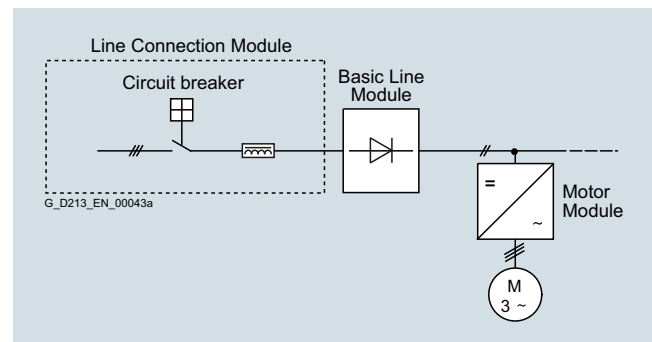 Line Connection Module
Circuit breaker
Basic Line
Module
G_D213_EN_00043a
=
~
Motor
Module
M
3 ~